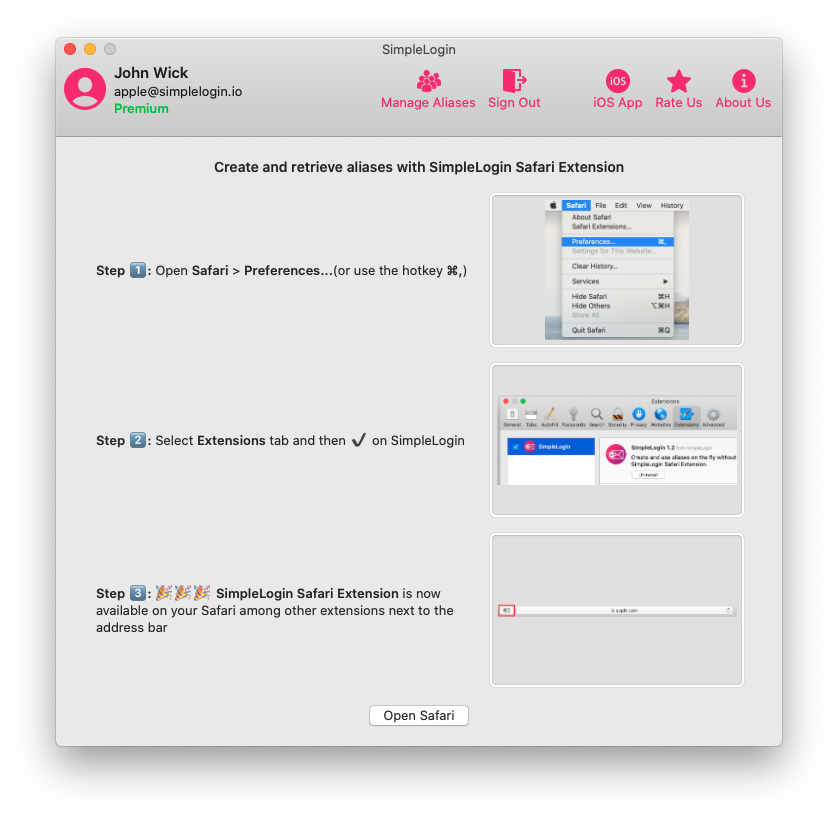 SimpleLogin
John Wick
apple@simplelogin.io
Premium
Manage Aliases
Sign Out
iOS
iOS App
Rate Us
About Us
Create and retrieve aliases with SimpleLogin Safari Extension
Step 1️⃣: Open Safari > Preferences...(or use the hotkey ⌘,)
Safari File Edit View History
About Safari
Safari Extensions...
Preferences... ⌘,
Settings for This Website...
Clear History...
Services ▶
Hide Safari ⌘H
Hide Others ⌥⌘H
Show All
Quit Safari ⌘Q
Step 2️⃣: Select Extensions tab and then ✔ on SimpleLogin
Extensions
General Tabs AutoFill Passwords Search Security Privacy Websites Extensions Advanced
SimpleLogin
SimpleLogin 1.2 from SimpleLogin
Create and use aliases on the fly without
SimpleLogin Safari Extension.
Uninstall
Step 3️⃣: 🎉🎉🎉 SimpleLogin Safari Extension is now
available on your Safari among other extensions next to the
address bar
Open Safari